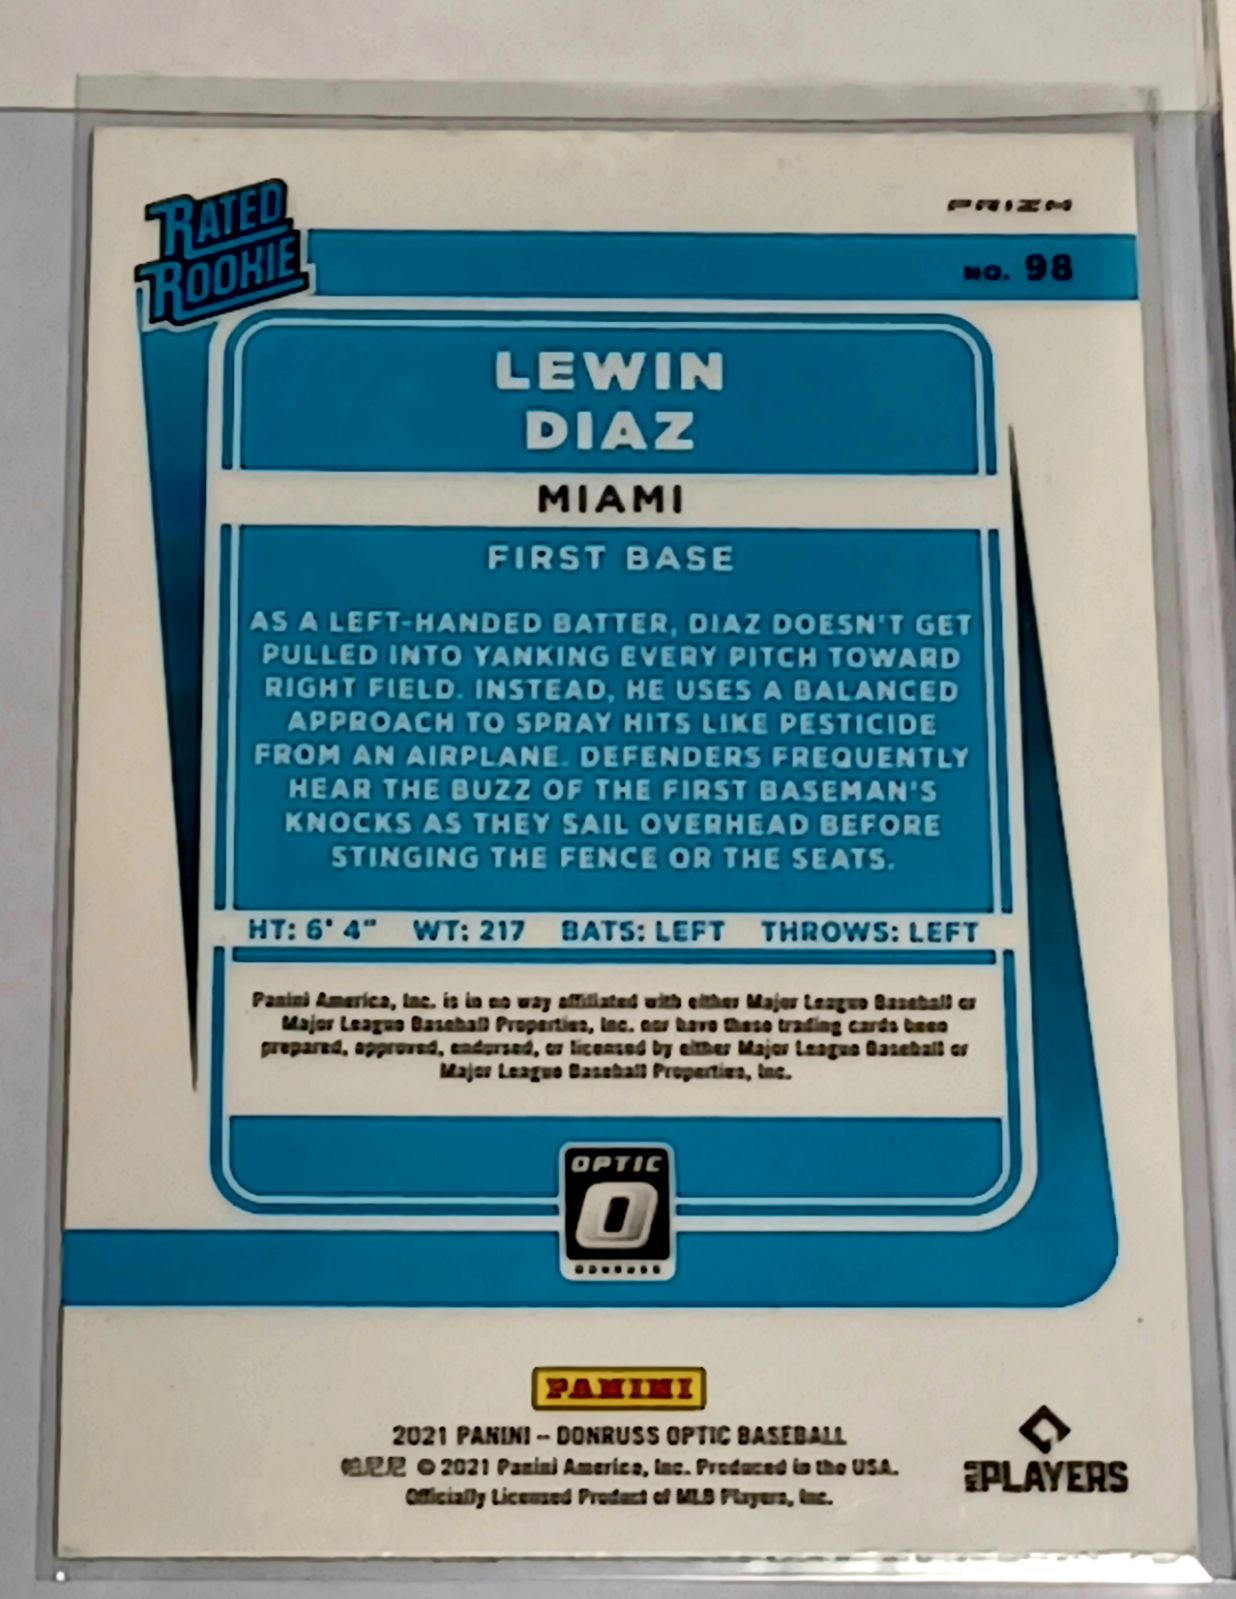 RATED
ROOKIE
PRIZM
NO. 98
LEWIN
DIAZ
MIAMI
FIRST BASE
AS A LEFT-HANDED BATTER, DIAZ DOESN'T GET
PULLED INTO YANKING EVERY PITCH TOWARD
RIGHT FIELD. INSTEAD, HE USES A BALANCED
APPROACH TO SPRAY HITS LIKE PESTICIDE
FROM AN AIRPLANE. DEFENDERS FREQUENTLY
HEAR THE BUZZ OF THE FIRST BASEMAN'S
KNOCKS AS THEY SAIL OVERHEAD BEFORE
STINGING THE FENCE OR THE SEATS.
HT: 6' 4" WT: 217 BATS: LEFT THROWS: LEFT
Panini America, Inc. is in no way affiliated with either Major League Baseball or
Major League Baseball Properties, Inc. nor have these trading cards been
prepared, approved, endorsed, or licensed by either Major League Baseball or
Major League Baseball Properties, Inc.
OPTIC
DONRUSS
PANINI
2021 PANINI – DONRUSS OPTIC BASEBALL
帕尼尼 © 2021 Panini America, Inc. Produced in the USA.
Officially Licensed Product of MLB Players, Inc.
MLB PLAYERS